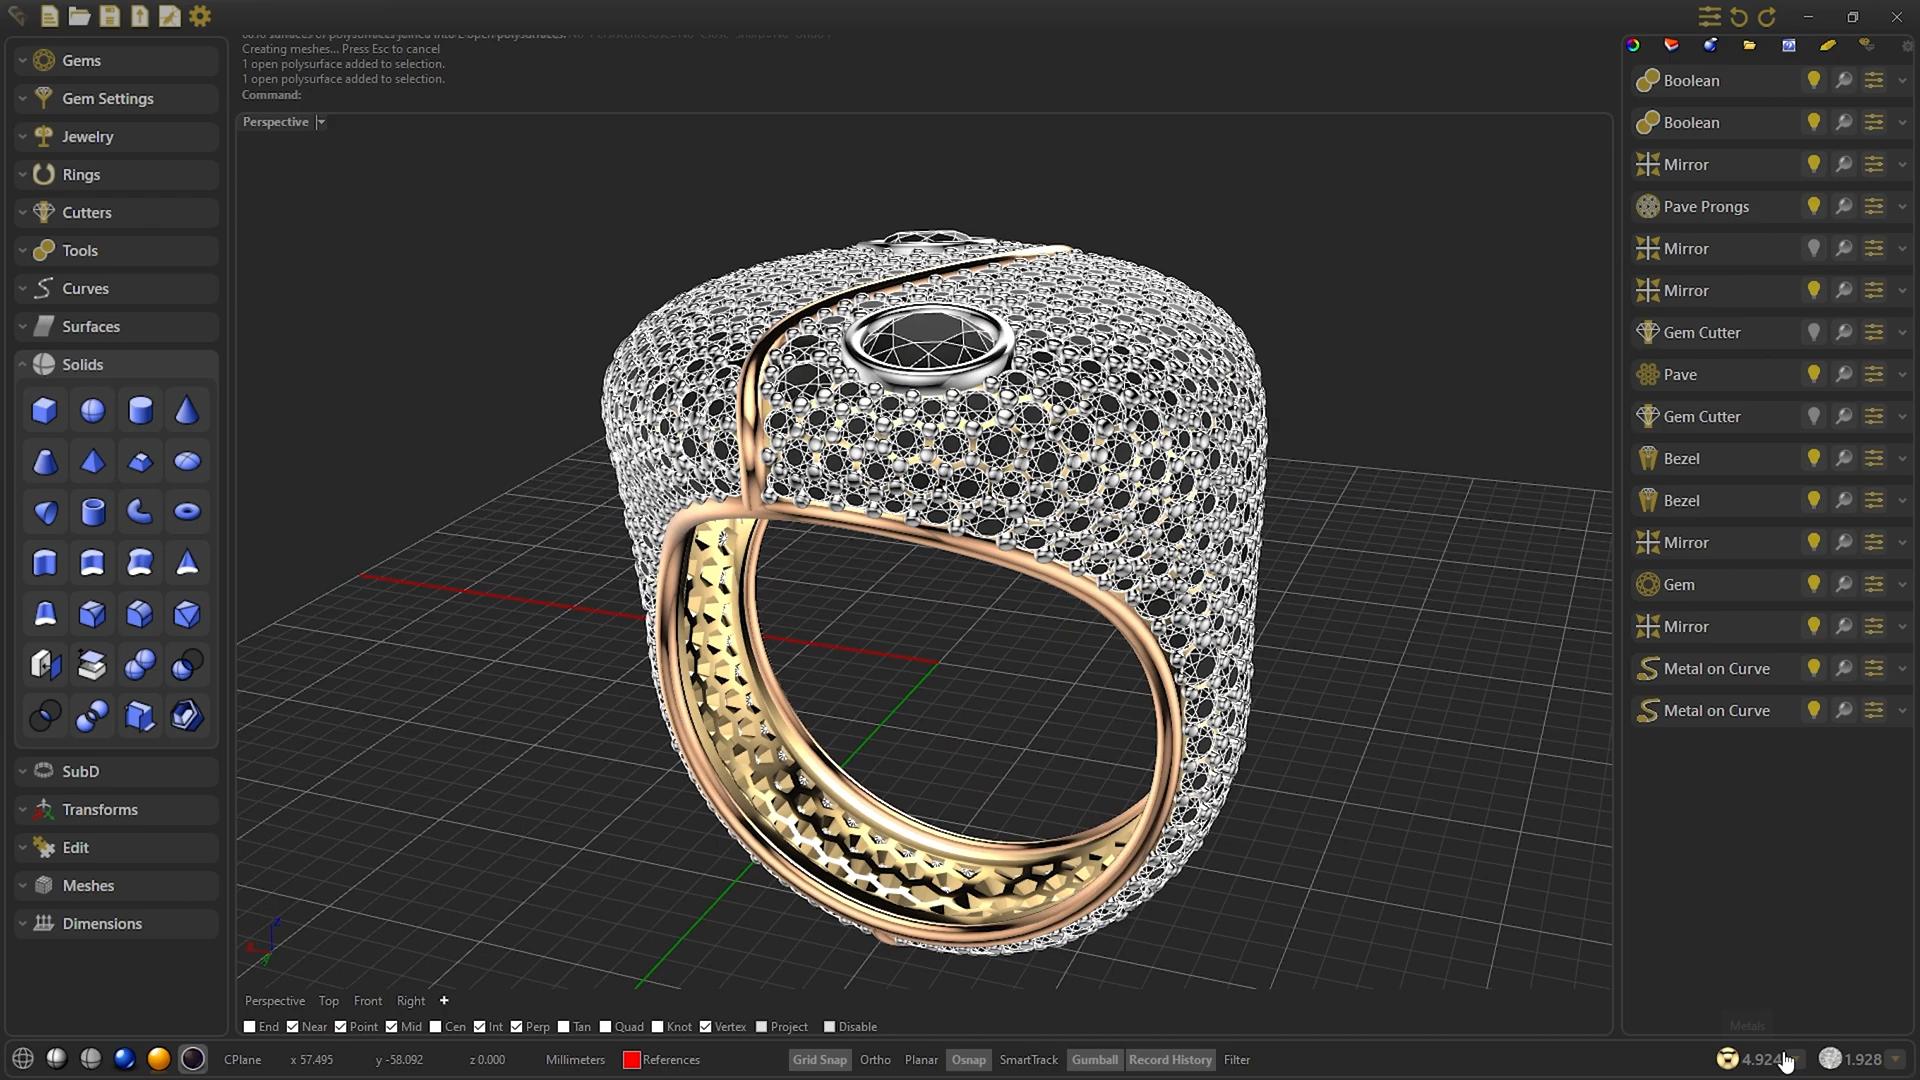 Creating meshes... Press Esc to cancel
1 open polysurface added to selection.
1 open polysurface added to selection.
Command:
Perspective
Gems
Gem Settings
Jewelry
Rings
Cutters
Tools
Curves
Surfaces
Solids
SubD
Transforms
Edit
Meshes
Dimensions
Boolean
Boolean
Mirror
Pave Prongs
Mirror
Mirror
Gem Cutter
Pave
Gem Cutter
Bezel
Bezel
Mirror
Gem
Mirror
Metal on Curve
Metal on Curve
Metals
Perspective Top Front Right
End Near Point Mid Cen Int Perp Tan Quad Knot Vertex Project Disable
CPlane x 57.495 y -58.092 z 0.000 Millimeters References Grid Snap Ortho Planar Osnap SmartTrack Gumball Record History Filter 4.924 1.928